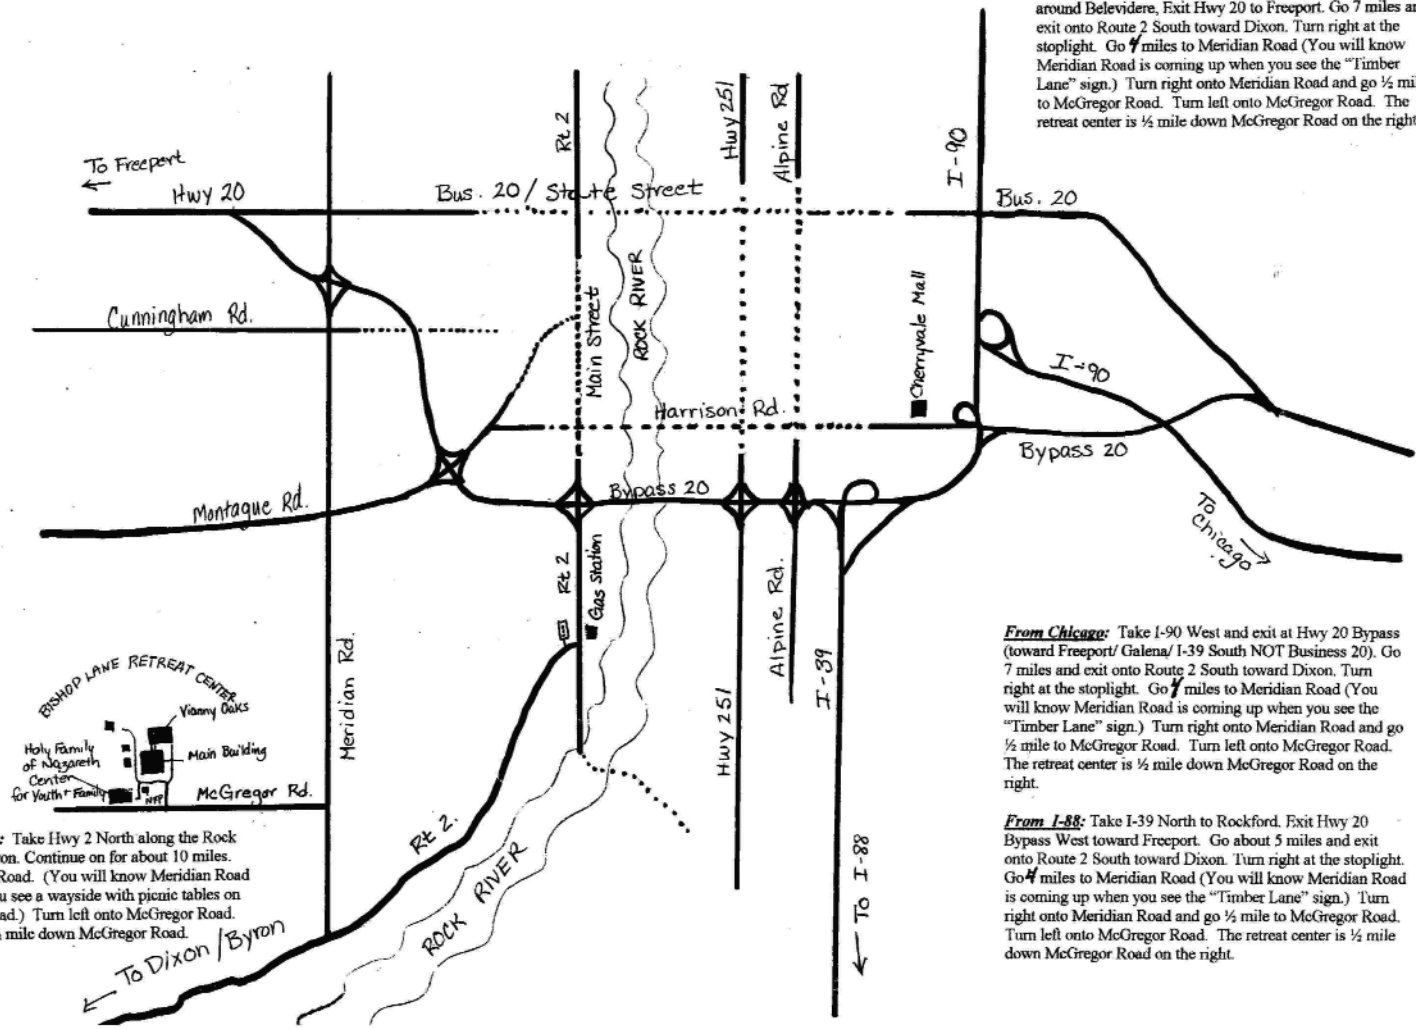 around Belevidere, Exit Hwy 20 to Freeport. Go 7 miles
exit onto Route 2 South toward Dixon. Turn right at the
stoplight. Go 4 miles to Meridian Road (You will know
Meridian Road is coming up when you see the "Timber
Lane" sign.) Turn right onto Meridian Road and go ½
to McGregor Road. Turn left onto McGregor Road. The
retreat center is ½ mile down McGregor Road on the right
To Freeport
Hwy 20
Bus. 20 / State Street
Rt 2
Hwy 251
Alpine Rd
I-90
Bus. 20
Cunningham Rd.
Main Street
ROCK RIVER
Cherryvale Mall
I-90
Harrison Rd.
Bypass 20
Montague Rd.
Bypass 20
To
Chicago
Rt 2
Gas Station
Alpine Rd.
I-39
Hwy 251
Meridian Rd.
BISHOP LANE RETREAT CENTER
Vianny Oaks
Main Building
Holy Family
of Nazareth
Center
for Youth + Family
NFP
McGregor Rd.
Rt 2.
ROCK RIVER
To Dixon/Byron
To I-88
From Chicago: Take I-90 West and exit at Hwy 20 Bypass
(toward Freeport/ Galena/ I-39 South NOT Business 20). Go
7 miles and exit onto Route 2 South toward Dixon. Turn
right at the stoplight. Go 4 miles to Meridian Road (You
will know Meridian Road is coming up when you see the
"Timber Lane" sign.) Turn right onto Meridian Road and go
½ mile to McGregor Road. Turn left onto McGregor Road.
The retreat center is ½ mile down McGregor Road on the
right.
From I-88: Take I-39 North to Rockford. Exit Hwy 20
Bypass West toward Freeport. Go about 5 miles and exit
onto Route 2 South toward Dixon. Turn right at the stoplight.
Go 4 miles to Meridian Road (You will know Meridian Road
is coming up when you see the "Timber Lane" sign.) Turn
right onto Meridian Road and go ½ mile to McGregor Road.
Turn left onto McGregor Road. The retreat center is ½ mile
down McGregor Road on the right.
: Take Hwy 2 North along the Rock
on. Continue on for about 10 miles.
Road. (You will know Meridian Road
u see a wayside with picnic tables on
ad.) Turn left onto McGregor Road.
mile down McGregor Road.